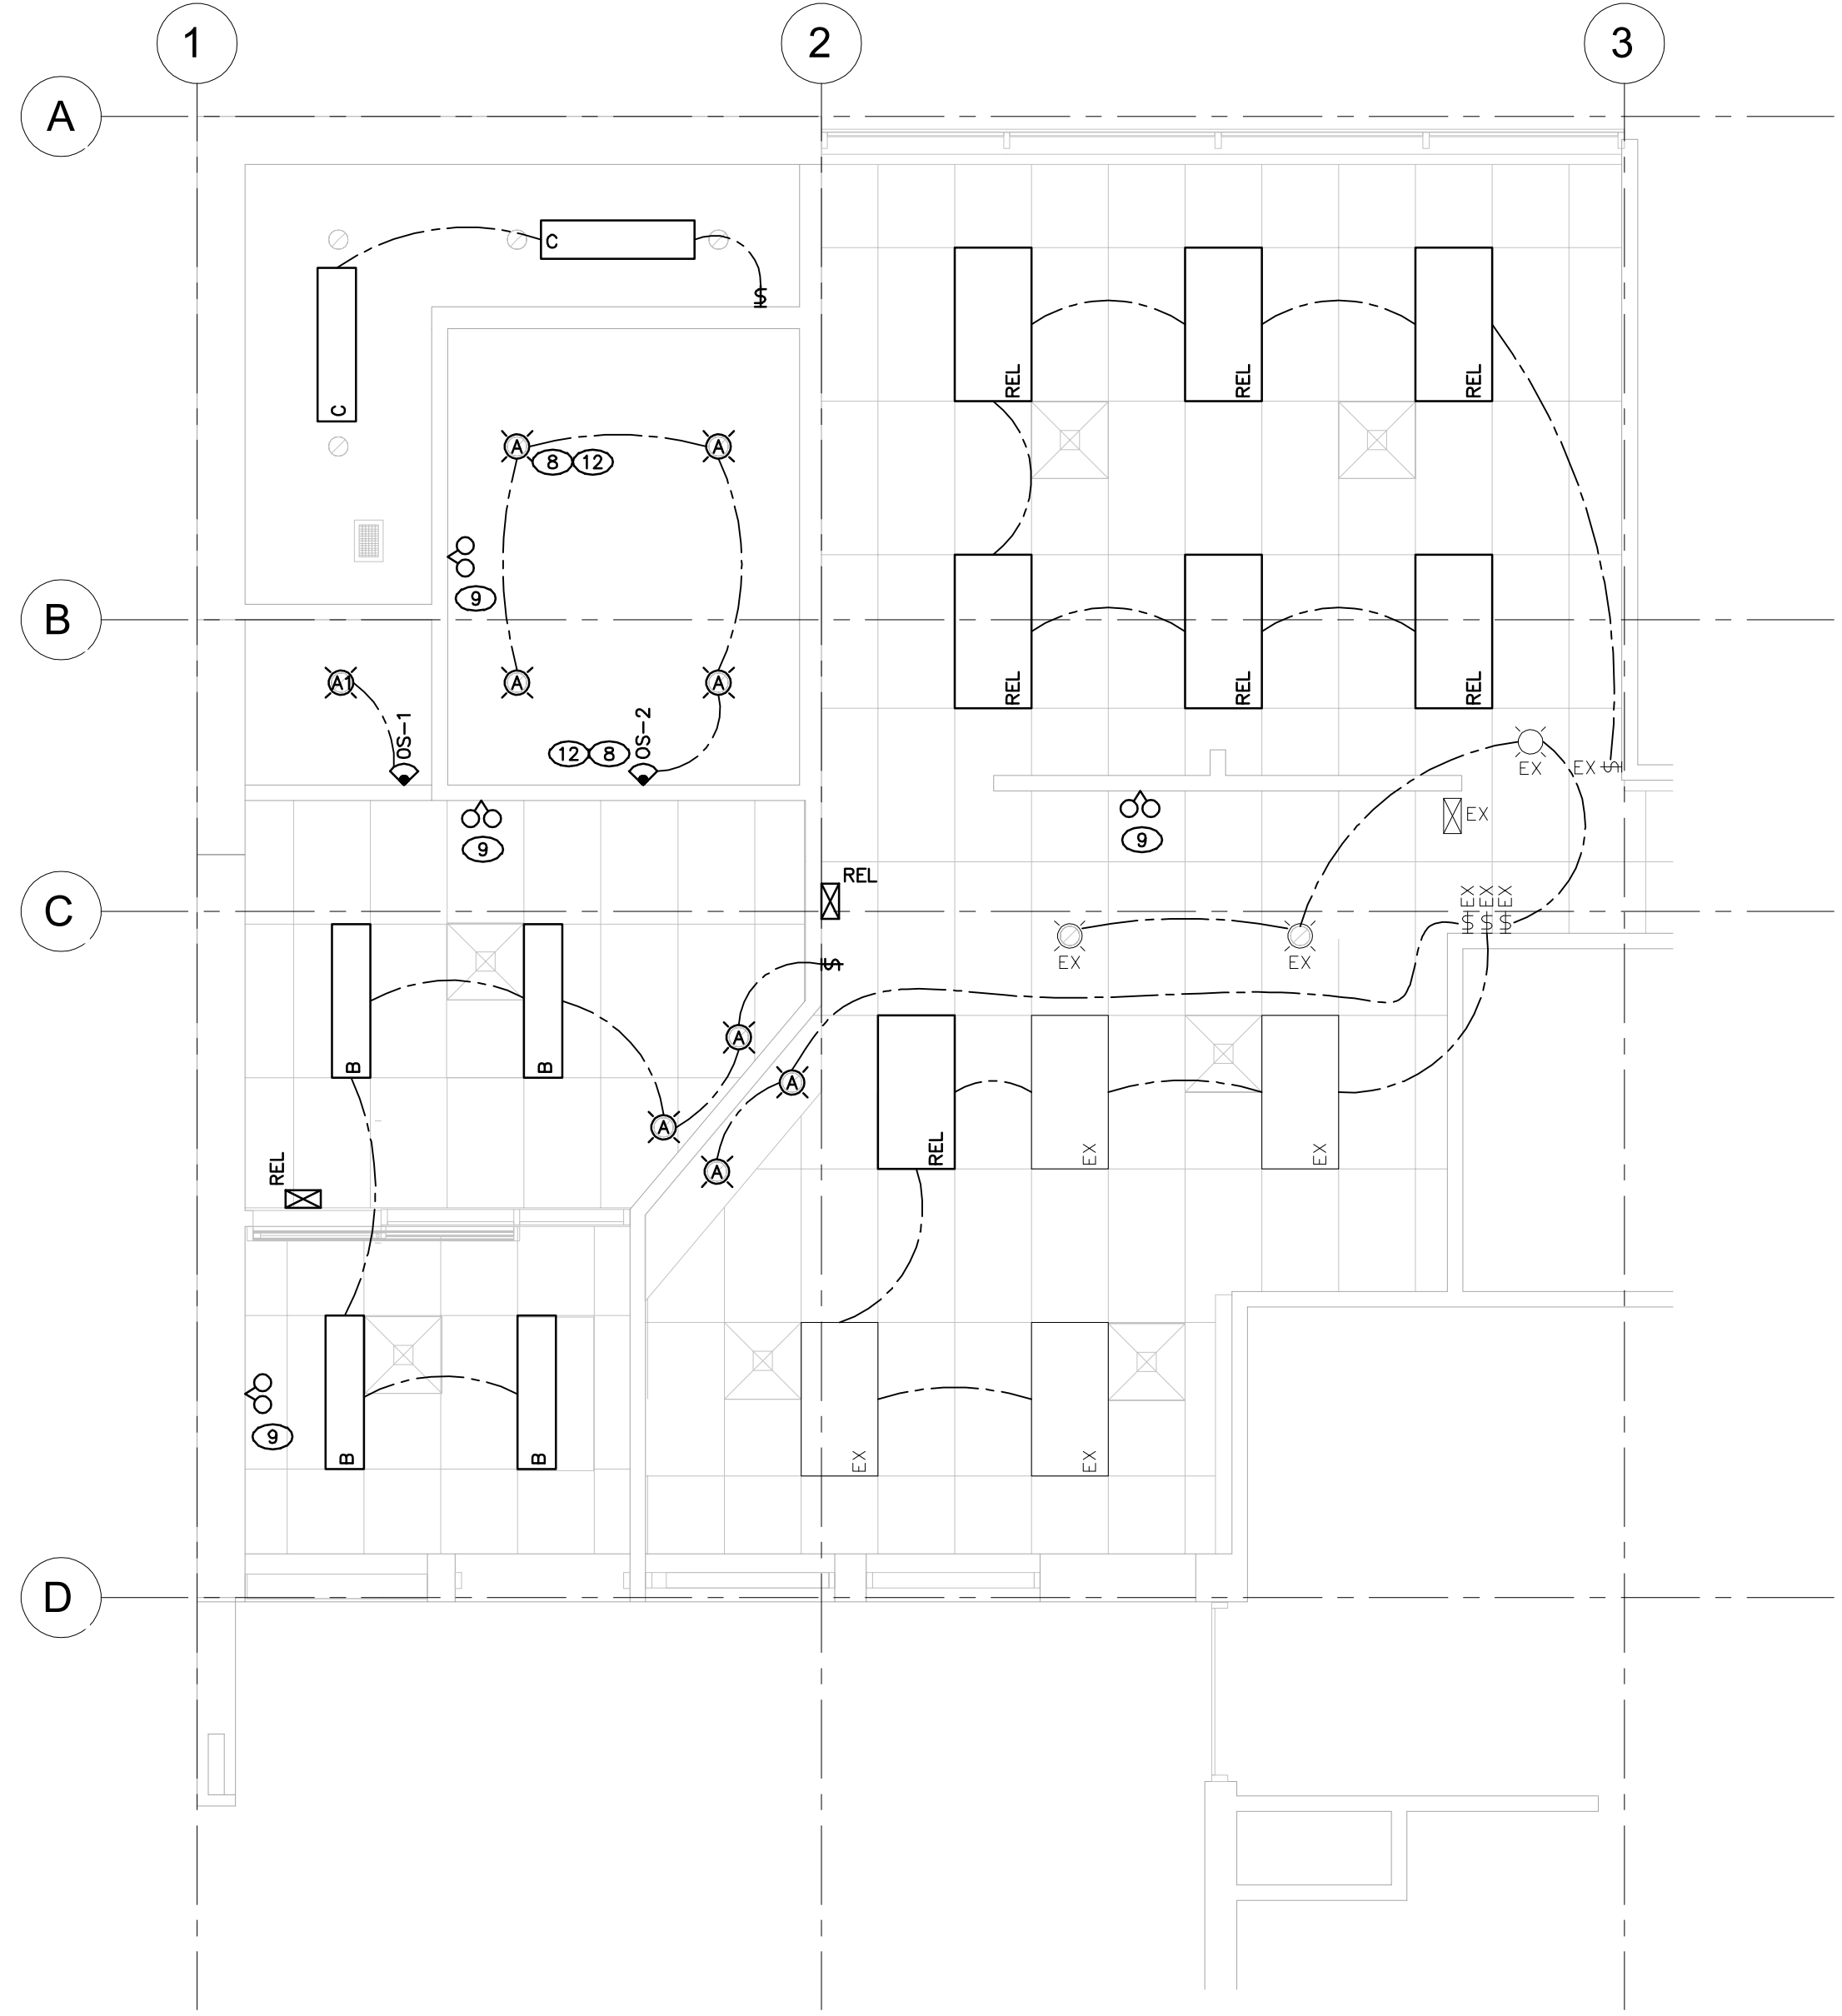 1 2 3
A
C
C
$
REL REL REL
A A
8 12
9
B
REL REL REL
A1 A A
OS-1
12 8 OS-2
EX EX $
9
9
EX
REL
C
EX EX EX
$ $ $
EX EX
$
A
A
B B
A
REL
A
REL EX EX
9
B B
EX EX
D